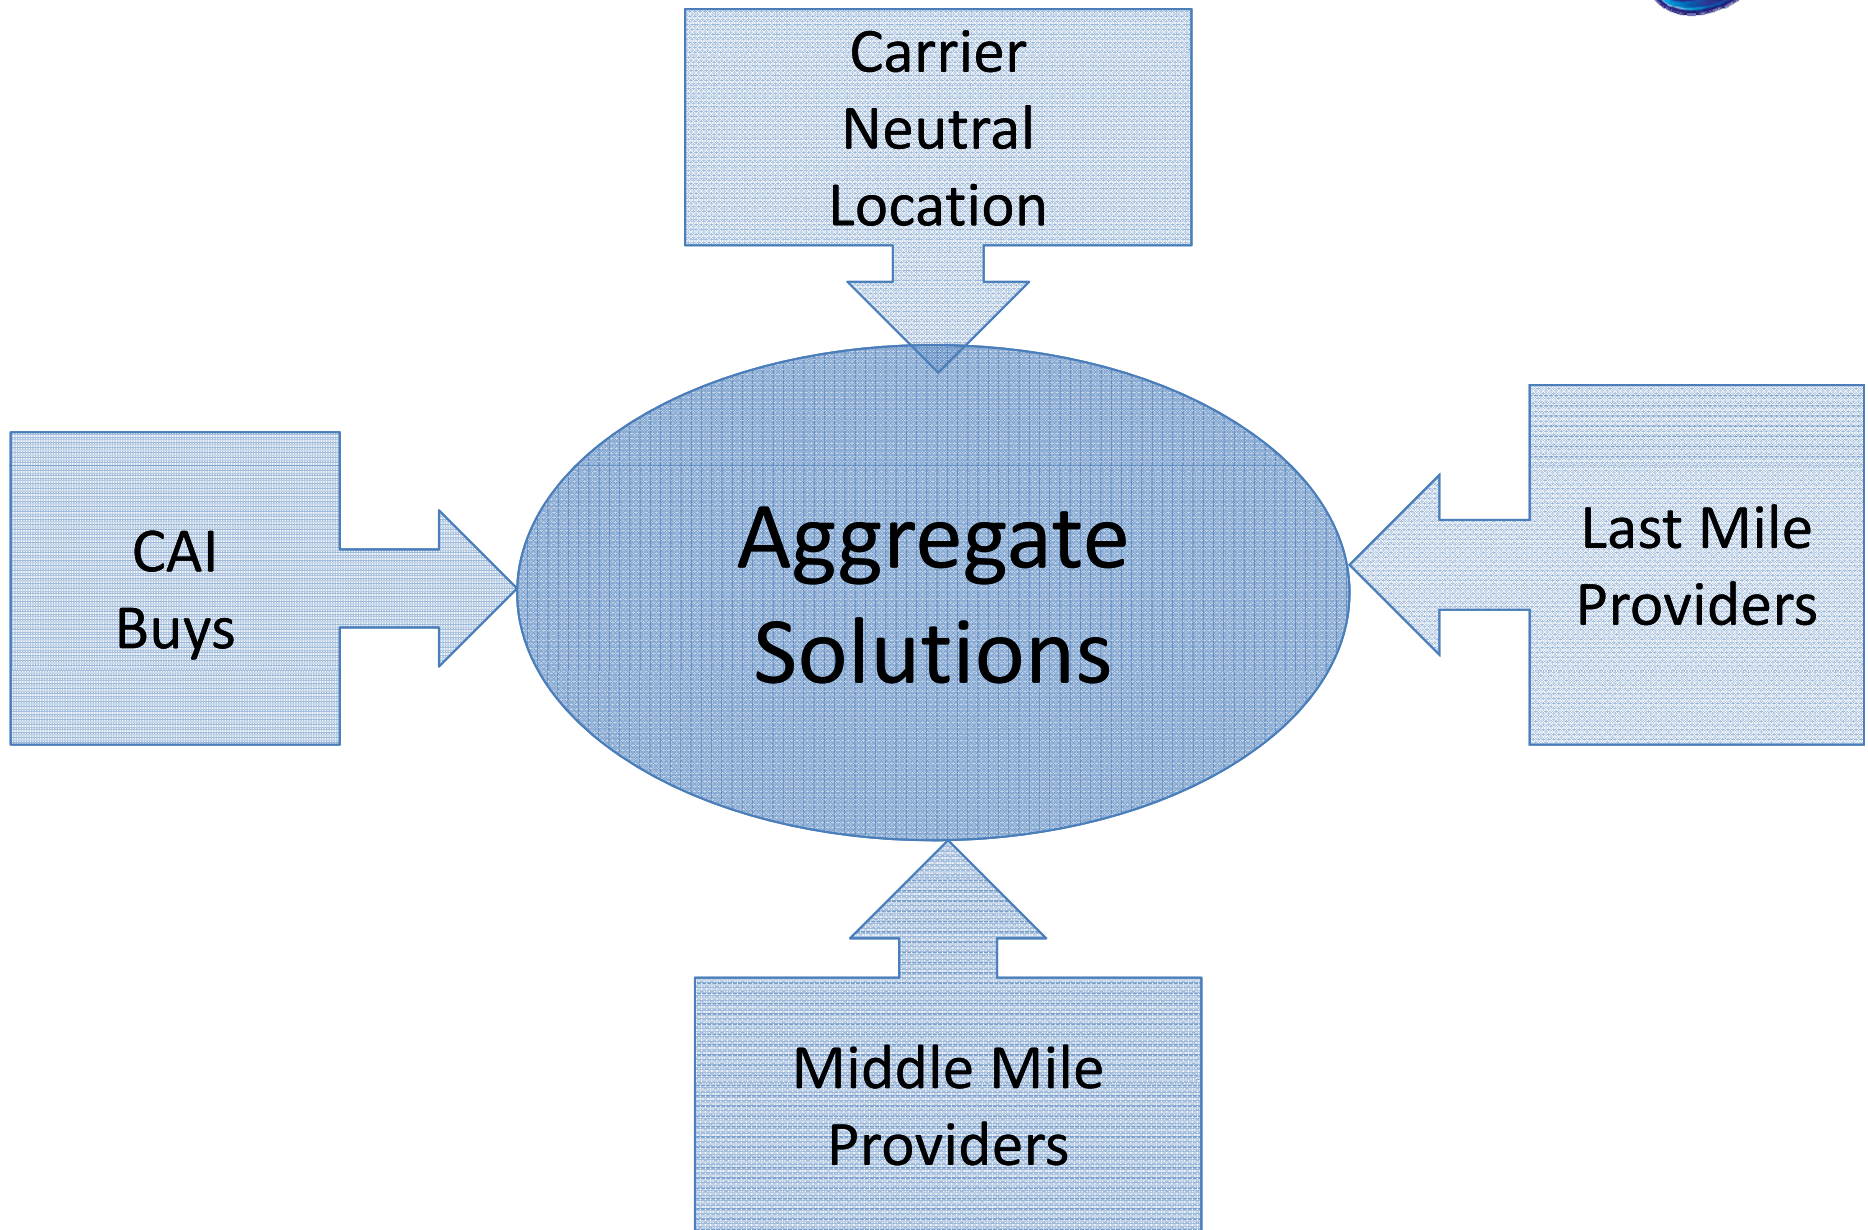 Carrier
Neutral
Location
CAI
Buys
Aggregate
Solutions
Last Mile
Providers
Middle Mile
Providers